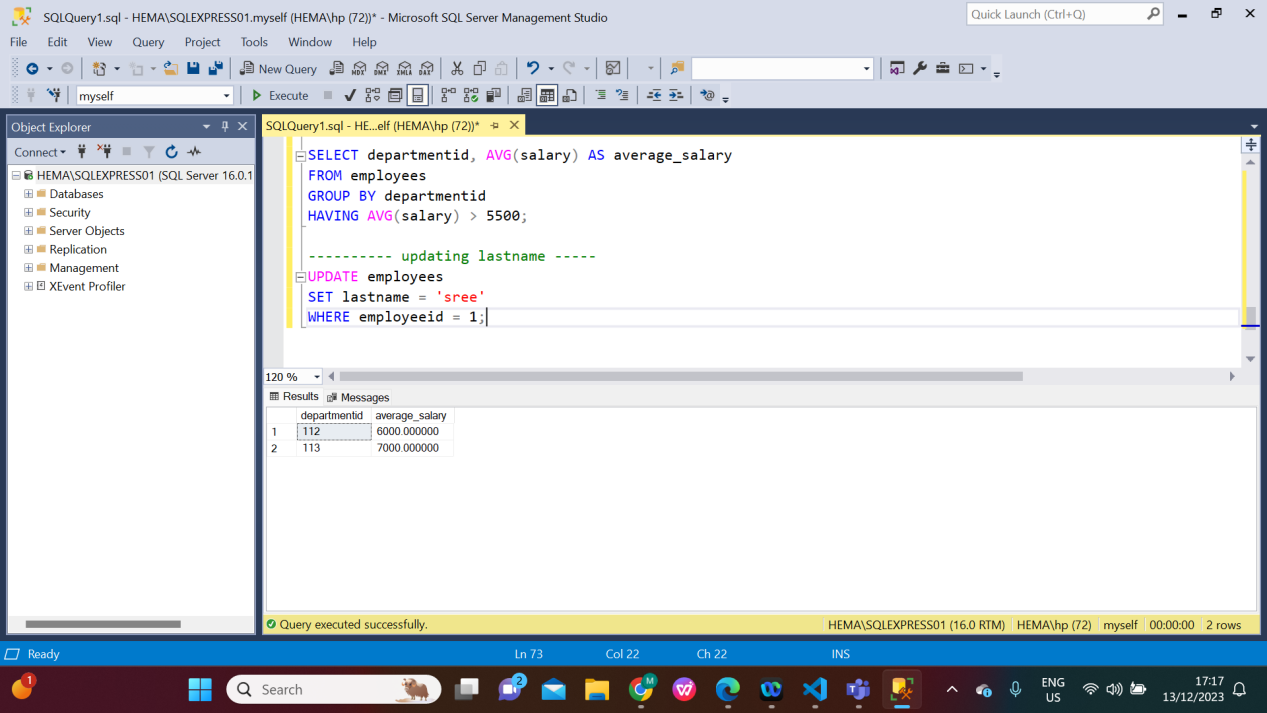 SQLQuery1.sql - HEMA\SQLEXPRESS01.myself (HEMA\hp (72))* - Microsoft SQL Server Management Studio
Quick Launch (Ctrl+Q)
File Edit View Query Project Tools Window Help
New Query MDX DMX XMLA DAX
myself Execute
Object Explorer
SQLQuery1.sql - HE...elf (HEMA\hp (72))*
Connect
HEMA\SQLEXPRESS01 (SQL Server 16.0.1
Databases
Security
Server Objects
Replication
Management
XEvent Profiler
SELECT departmentid, AVG(salary) AS average_salary
FROM employees
GROUP BY departmentid
HAVING AVG(salary) > 5500;
---------- updating lastname -----
UPDATE employees
SET lastname = 'sree'
WHERE employeeid = 1;
120 %
Results Messages
departmentid average_salary
1 112 6000.000000
2 113 7000.000000
Query executed successfully. HEMA\SQLEXPRESS01 (16.0 RTM) HEMA\hp (72) myself 00:00:00 2 rows
Ready Ln 73 Col 22 Ch 22 INS
1 Search 2 M ENG 17:17
US 13/12/2023